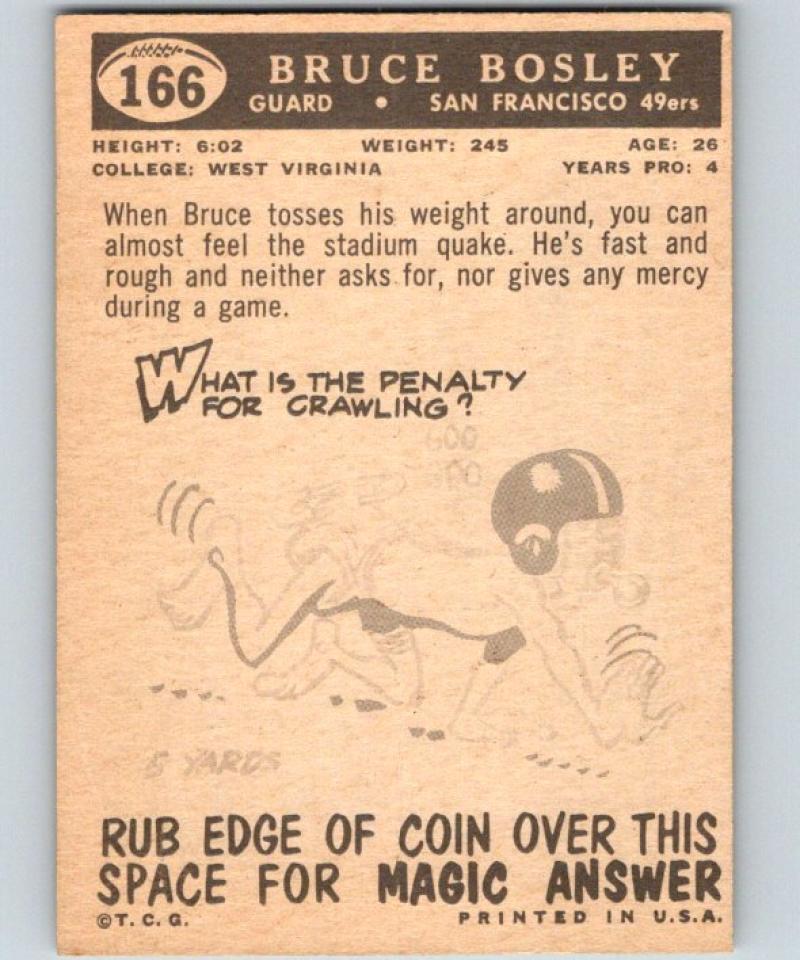 166
BRUCE BOSLEY
GUARD • SAN FRANCISCO 49ers
HEIGHT: 6:02 WEIGHT: 245 AGE: 26
COLLEGE: WEST VIRGINIA YEARS PRO: 4
When Bruce tosses his weight around, you can
almost feel the stadium quake. He's fast and
rough and neither asks for, nor gives any mercy
during a game.
WHAT IS THE PENALTY
FOR CRAWLING?
GOO
5 YARDS
RUB EDGE OF COIN OVER THIS
SPACE FOR MAGIC ANSWER
©T. C. G. PRINTED IN U.S.A.